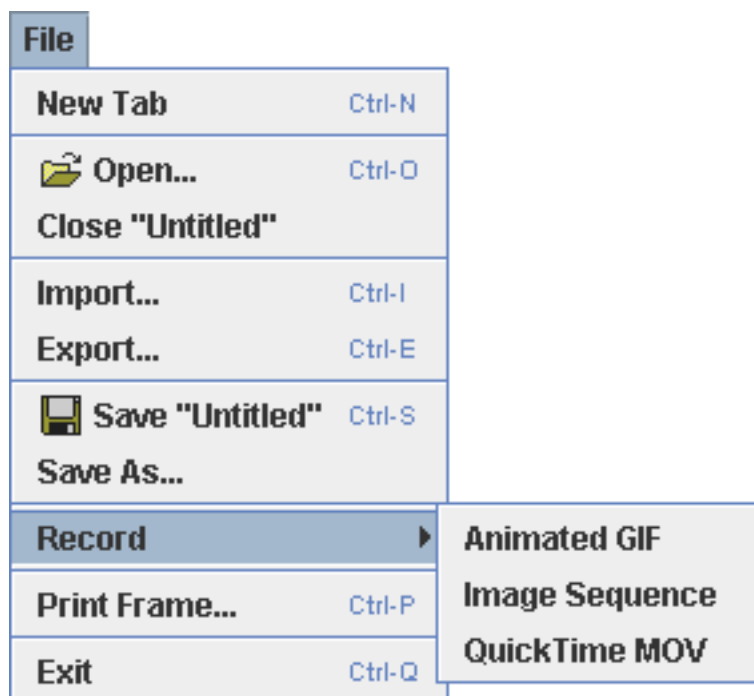 File
New Tab Ctrl-N
Open... Ctrl-O
Close "Untitled"
Import... Ctrl-I
Export... Ctrl-E
Save "Untitled" Ctrl-S
Save As...
Record
Animated GIF
Image Sequence
QuickTime MOV
Print Frame... Ctrl-P
Exit Ctrl-Q